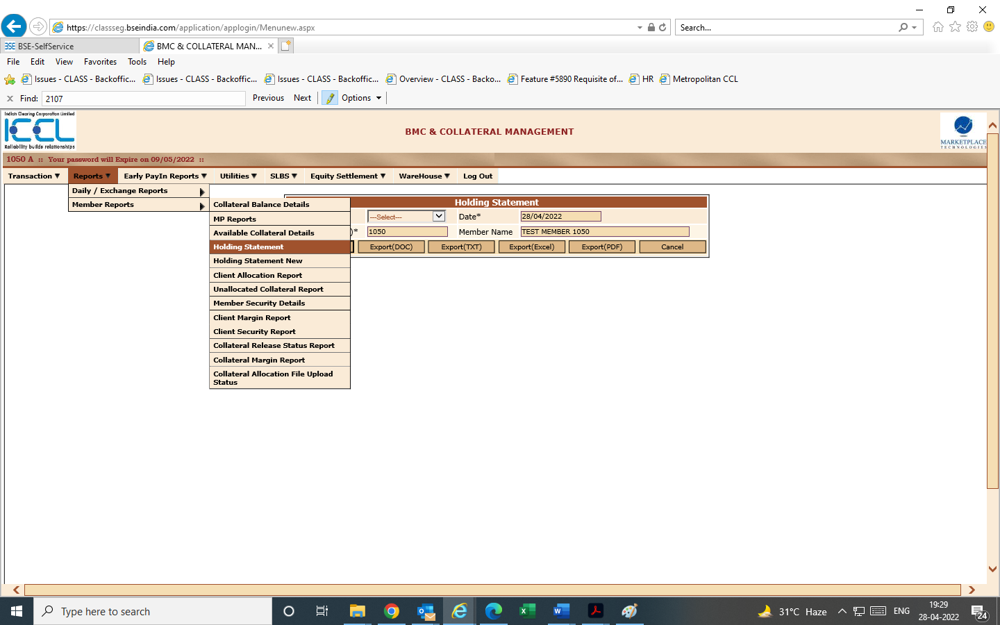 https://classseg.bseindia.com/application/applogin/Menunew.aspx
Search...
BSE BSE-SelfService
BMC & COLLATERAL MAN...
File Edit View Favorites Tools Help
Issues - CLASS - Backoffic... Issues - CLASS - Backoffic... Issues - CLASS - Backoffic... Overview - CLASS - Backo... Feature #5890 Requisite of... HR Metropolitan CCL
x Find: 2107 Previous Next Options
Indian Clearing Corporation Limited
ICCL
Reliability builds relationships
BMC & COLLATERAL MANAGEMENT
MARKETPLACE
TECHNOLOGIES
1050 A :: Your password will Expire on 09/05/2022 ::
Transaction Reports Early PayIn Reports Utilities SLBS Equity Settlement WareHouse Log Out
Daily / Exchange Reports
Member Reports
Collateral Balance Details
MP Reports
Available Collateral Details
Holding Statement
Holding Statement New
Client Allocation Report
Unallocated Collateral Report
Member Security Details
Client Margin Report
Client Security Report
Collateral Release Status Report
Collateral Margin Report
Collateral Allocation File Upload
Status
Holding Statement
---Select--- Date* 28/04/2022
)* 1050 Member Name TEST MEMBER 1050
Export(DOC) Export(TXT) Export(Excel) Export(PDF) Cancel
Type here to search
31°C Haze
ENG
19:29
28-04-2022
24